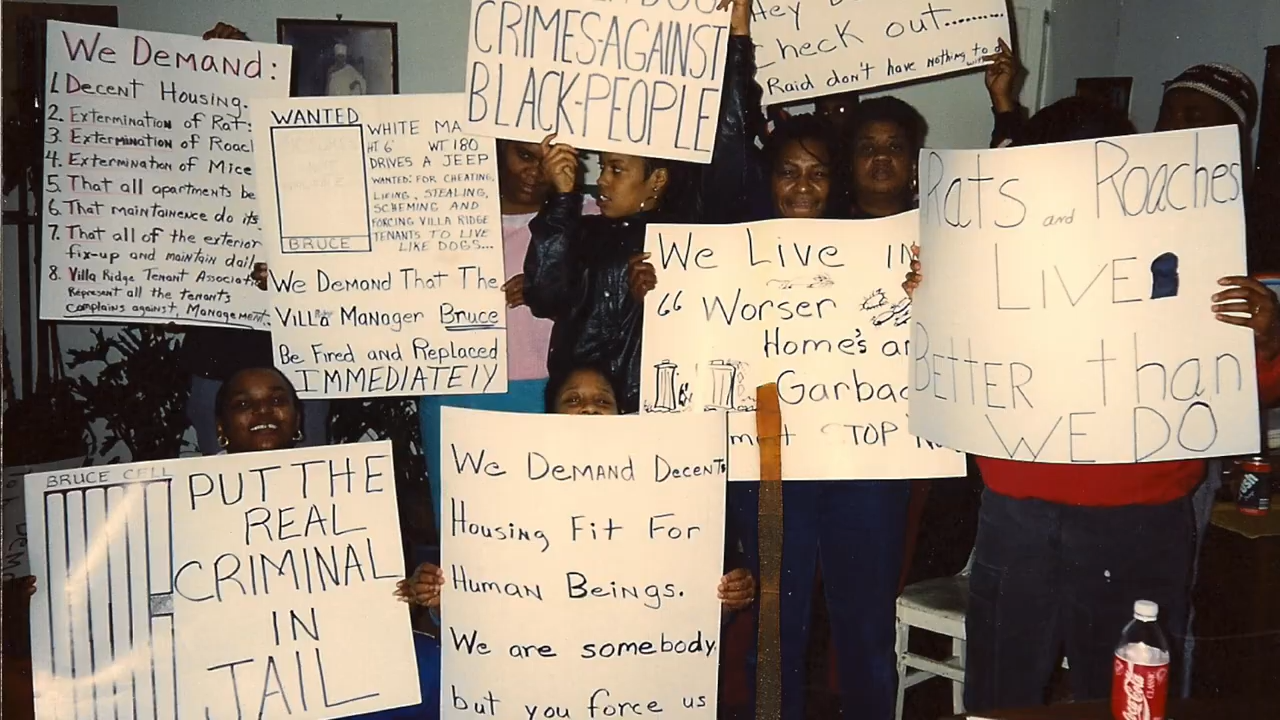 We Demand:
1 Decent Housing.
2. Extermination of Rat
3. Extermination of Roac
4. Extermination of Mice
5. That all apartments be
6. That maintainence do its
7. That all of the exterior
fix-up and maintain dail
8. Villa Ridge Tenant Associati
Represent all the tenants
Complains against, Management.
WANTED
WHITE MA
HT 6' WT 180
DRIVES A JEEP
WANTED: FOR CHEATING,
LIEING, STEALING,
SCHEMING AND
FORCING VILLA RIDGE
TENANTS TO LIVE
LIKE DOGS...
BRUCE
We Demand That The
Villa Manager Bruce
Be Fired and Replaced
IMMEDIATELY
CRIMES-AGAINST
BLACK-PEOPLE
Hey
Check out..........
Raid don't have nothing to d
We Live IN
"Worser
Home's a
Garbag
STOP
Rats and Roaches
LIVE
BETTER than
WE DO
BRUCE CELL
PUT THE
REAL
CRIMINAL
IN
JAIL
We Demand Decent
Housing Fit For
Human Beings.
We are somebody,
but you force us
Coca-Cola
CLASSIC